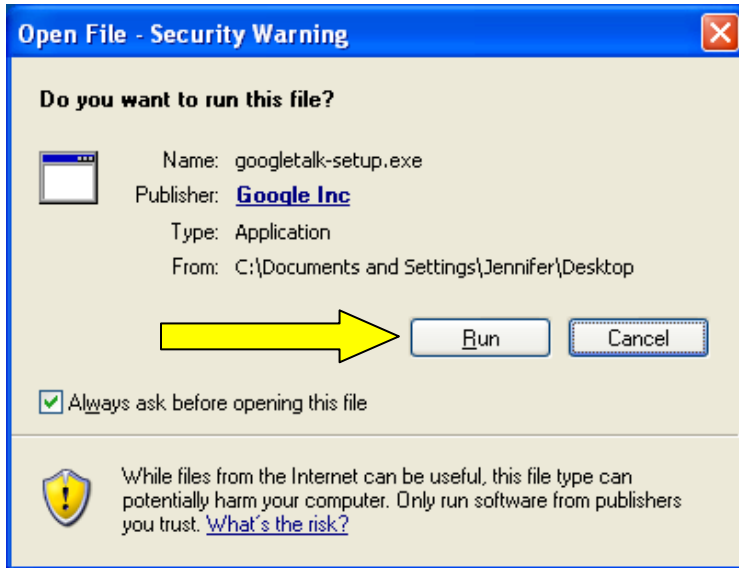 Open File - Security Warning
Do you want to run this file?
Name: googletalk-setup.exe
Publisher: Google Inc
Type: Application
From: C:\Documents and Settings\Jennifer\Desktop
Run Cancel
Always ask before opening this file
While files from the Internet can be useful, this file type can
potentially harm your computer. Only run software from publishers
you trust. What's the risk?